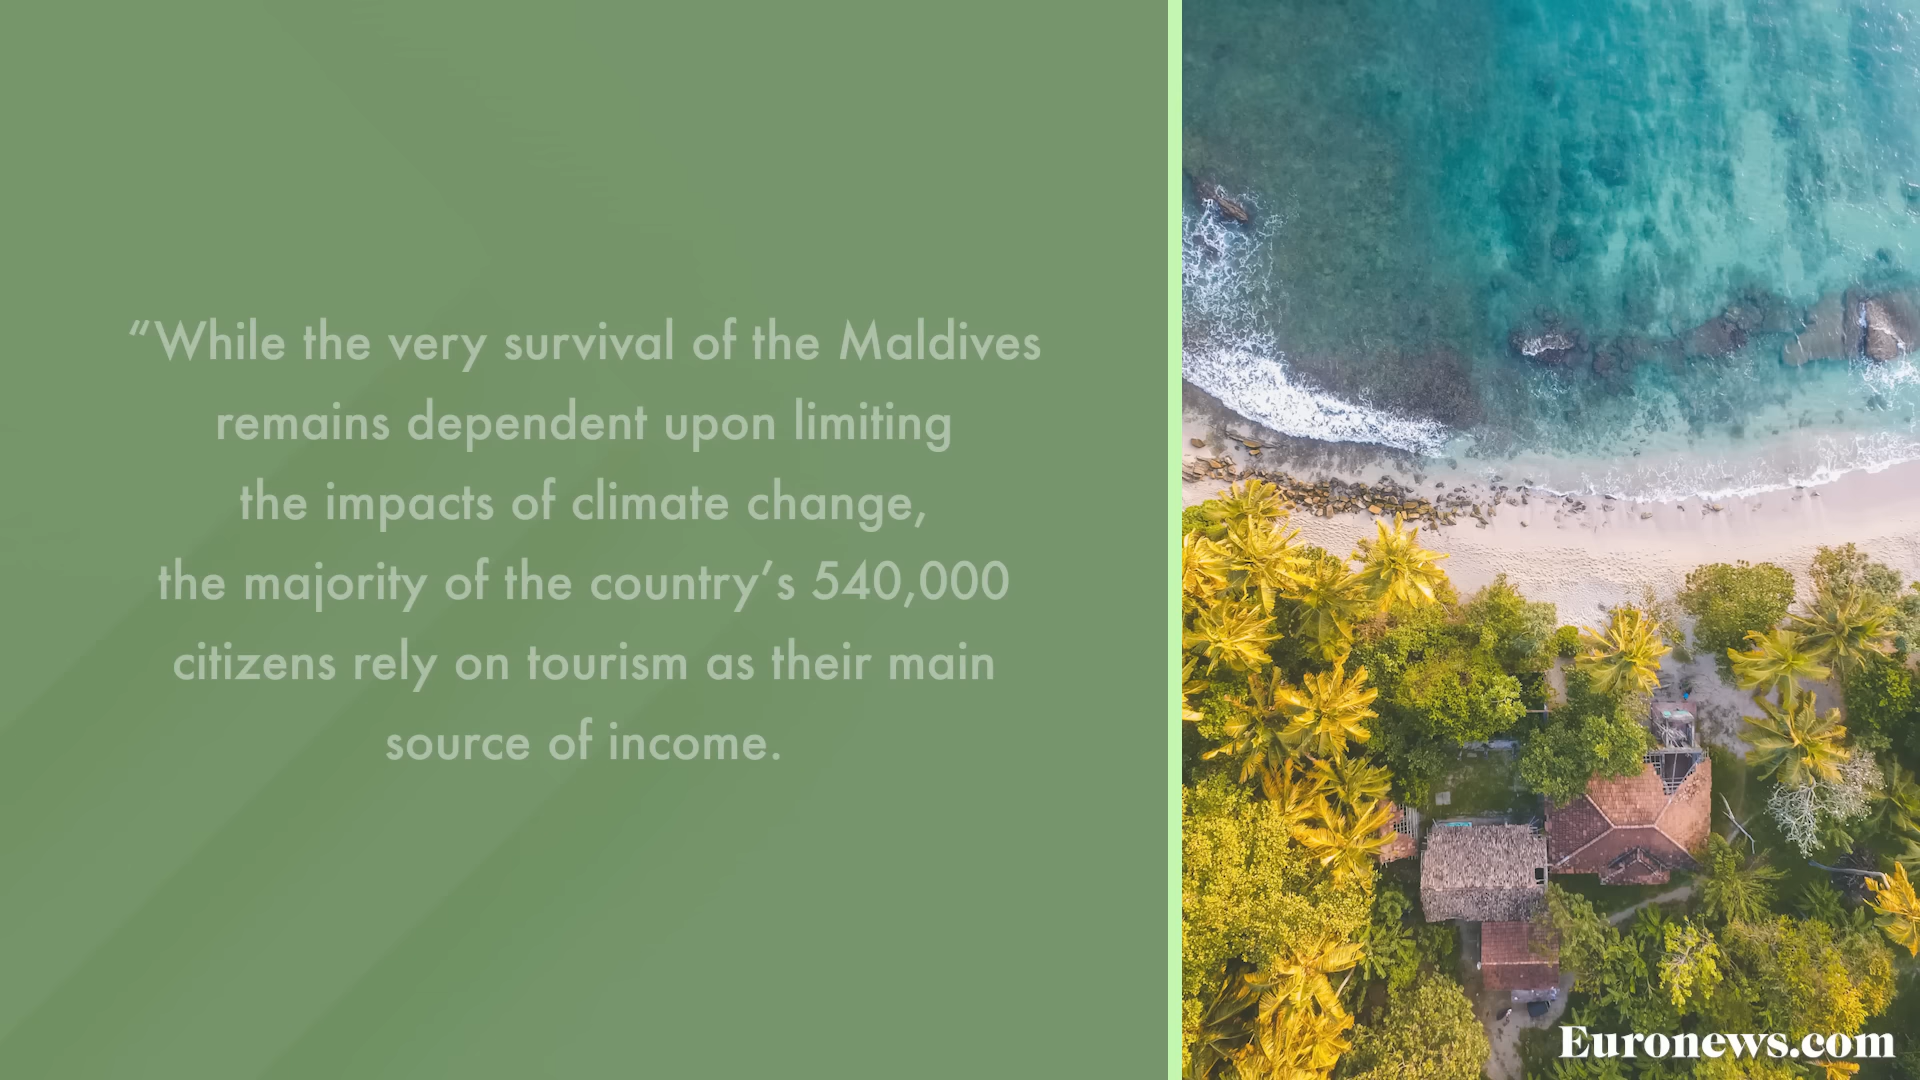 “While the very survival of the Maldives
remains dependent upon limiting
the impacts of climate change,
the majority of the country’s 540,000
citizens rely on tourism as their main
source of income.
Euronews.com